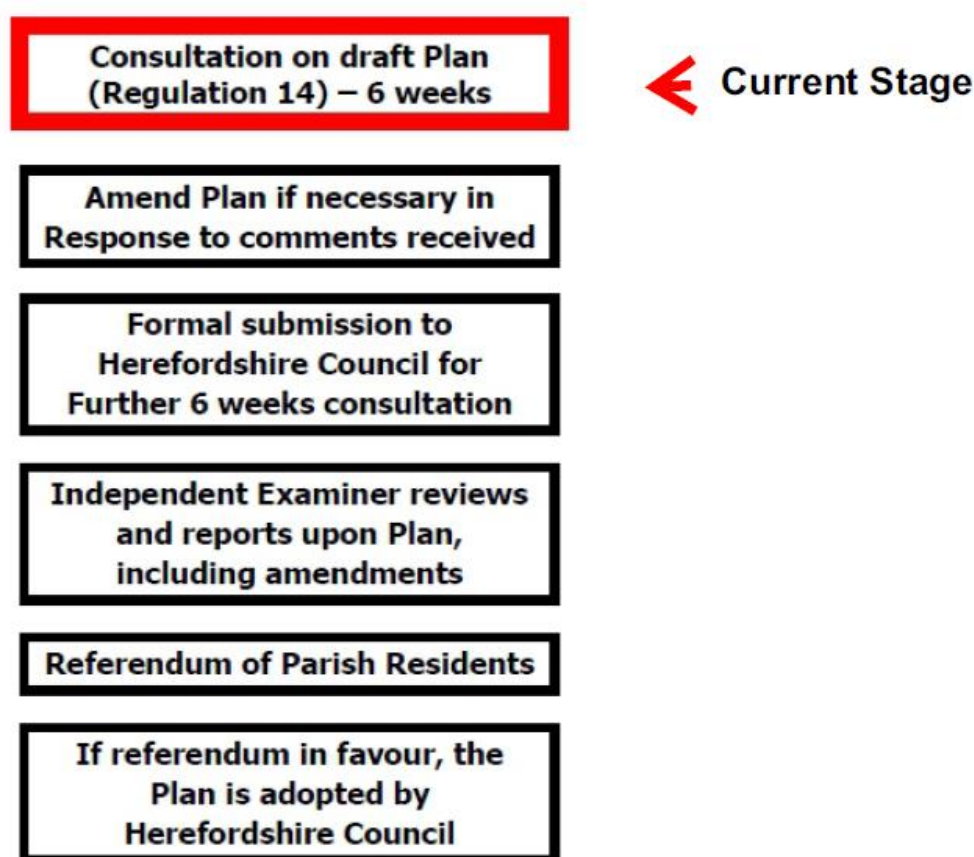 Consultation on draft Plan
(Regulation 14) – 6 weeks
Current Stage
Amend Plan if necessary in
Response to comments received
Formal submission to
Herefordshire Council for
Further 6 weeks consultation
Independent Examiner reviews
and reports upon Plan,
including amendments
Referendum of Parish Residents
If referendum in favour, the
Plan is adopted by
Herefordshire Council